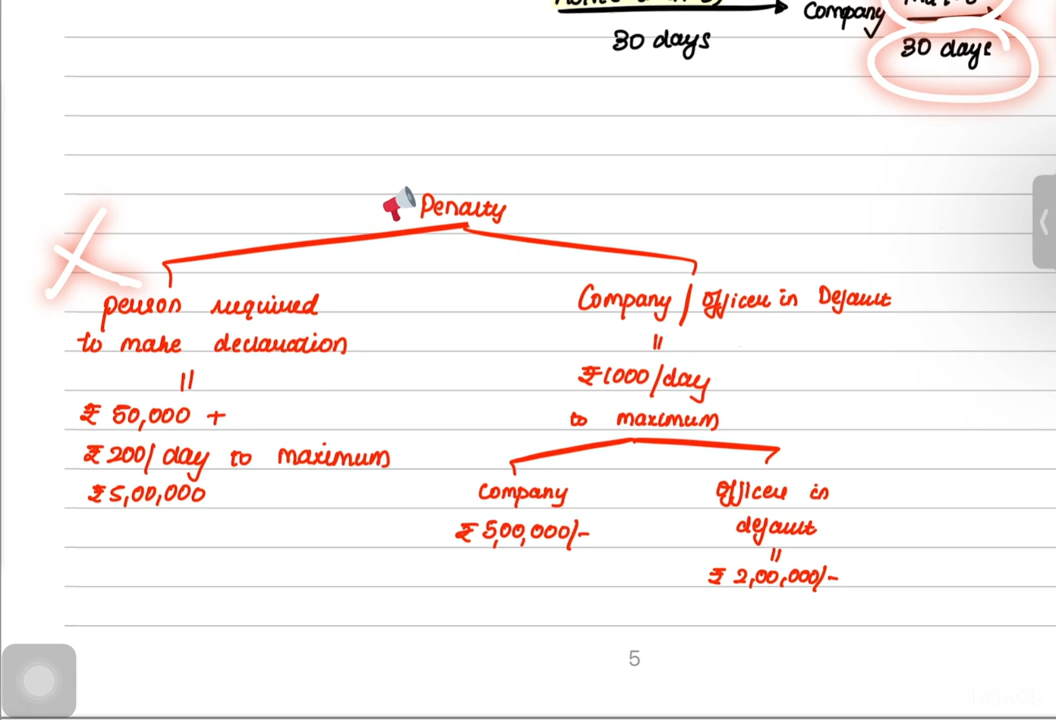 30 days
Company
30 days
Penalty
person required
to make declaration
=
₹ 50,000 +
₹ 200/day to maximum
₹ 5,00,000
Company / Officer in Default
=
₹ 1000/day
to maximum
Company
₹ 5,00,000/-
Officer in
default
=
₹ 2,00,000/-
5